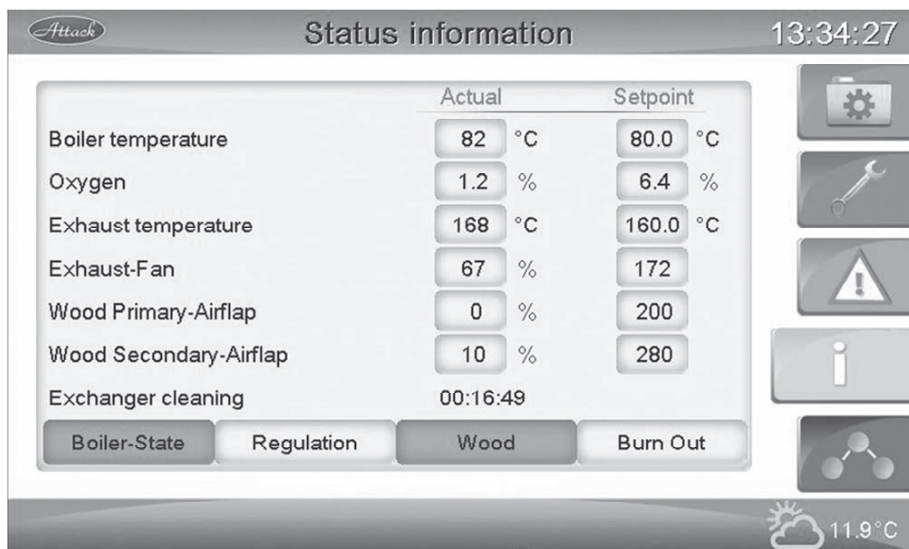 Attack Status information 13:34:27
Actual Setpoint
Boiler temperature 82 °C 80.0 °C
Oxygen 1.2 % 6.4 %
Exhaust temperature 168 °C 160.0 °C
Exhaust-Fan 67 % 172
Wood Primary-Airflap 0 % 200
Wood Secondary-Airflap 10 % 280
Exchanger cleaning 00:16:49
Boiler-State Regulation Wood Burn Out
11.9°C